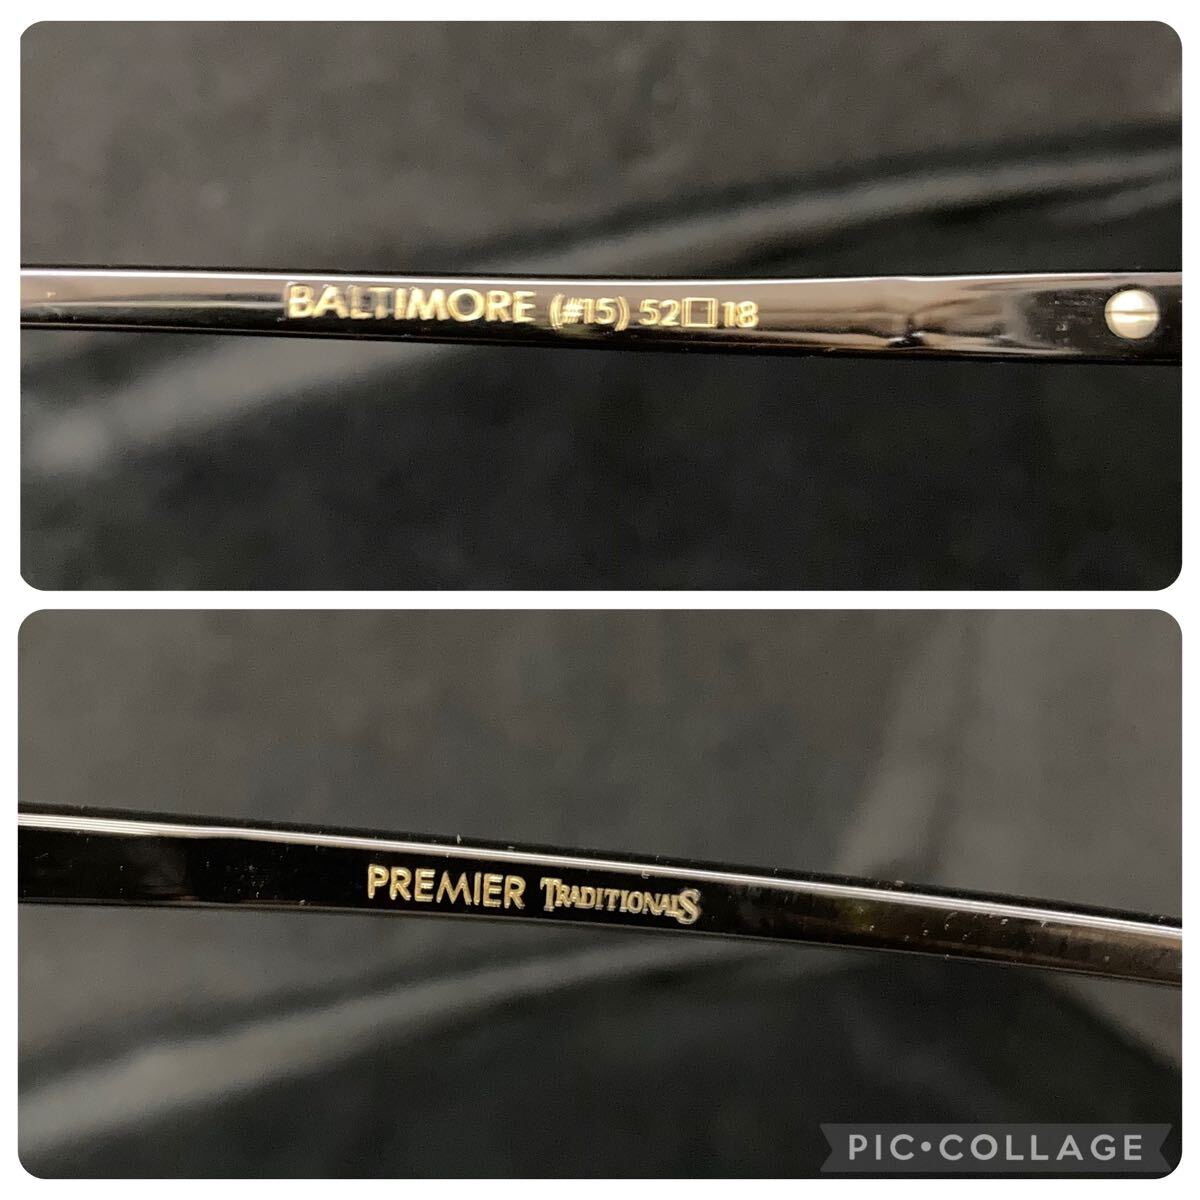 BALTIMORE (#15) 52□18
PREMIER TRADITIONALS
PIC•COLLAGE